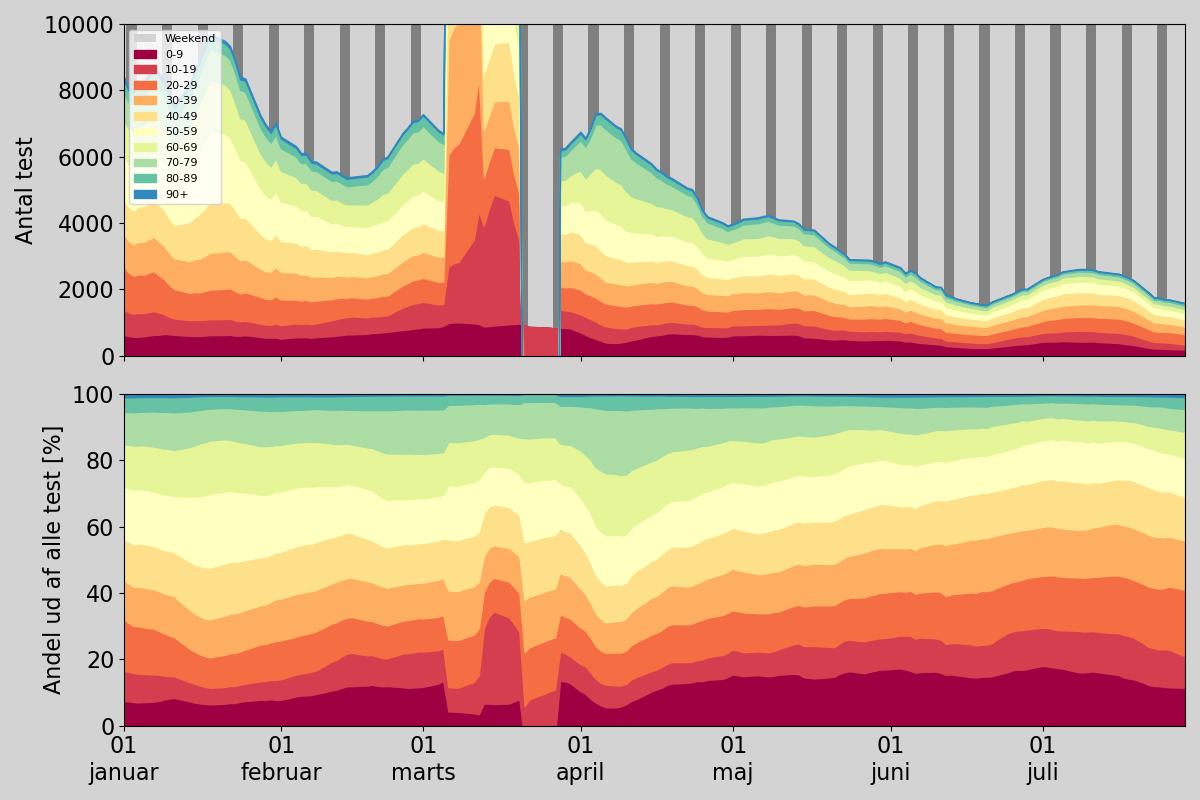 Antal test
10000
8000
6000
4000
2000
0
Weekend
0-9
10-19
20-29
30-39
40-49
50-59
60-69
70-79
80-89
90+
Andel ud af alle test [%]
100
80
60
40
20
0
01 januar
01 februar
01 marts
01 april
01 maj
01 juni
01 juli